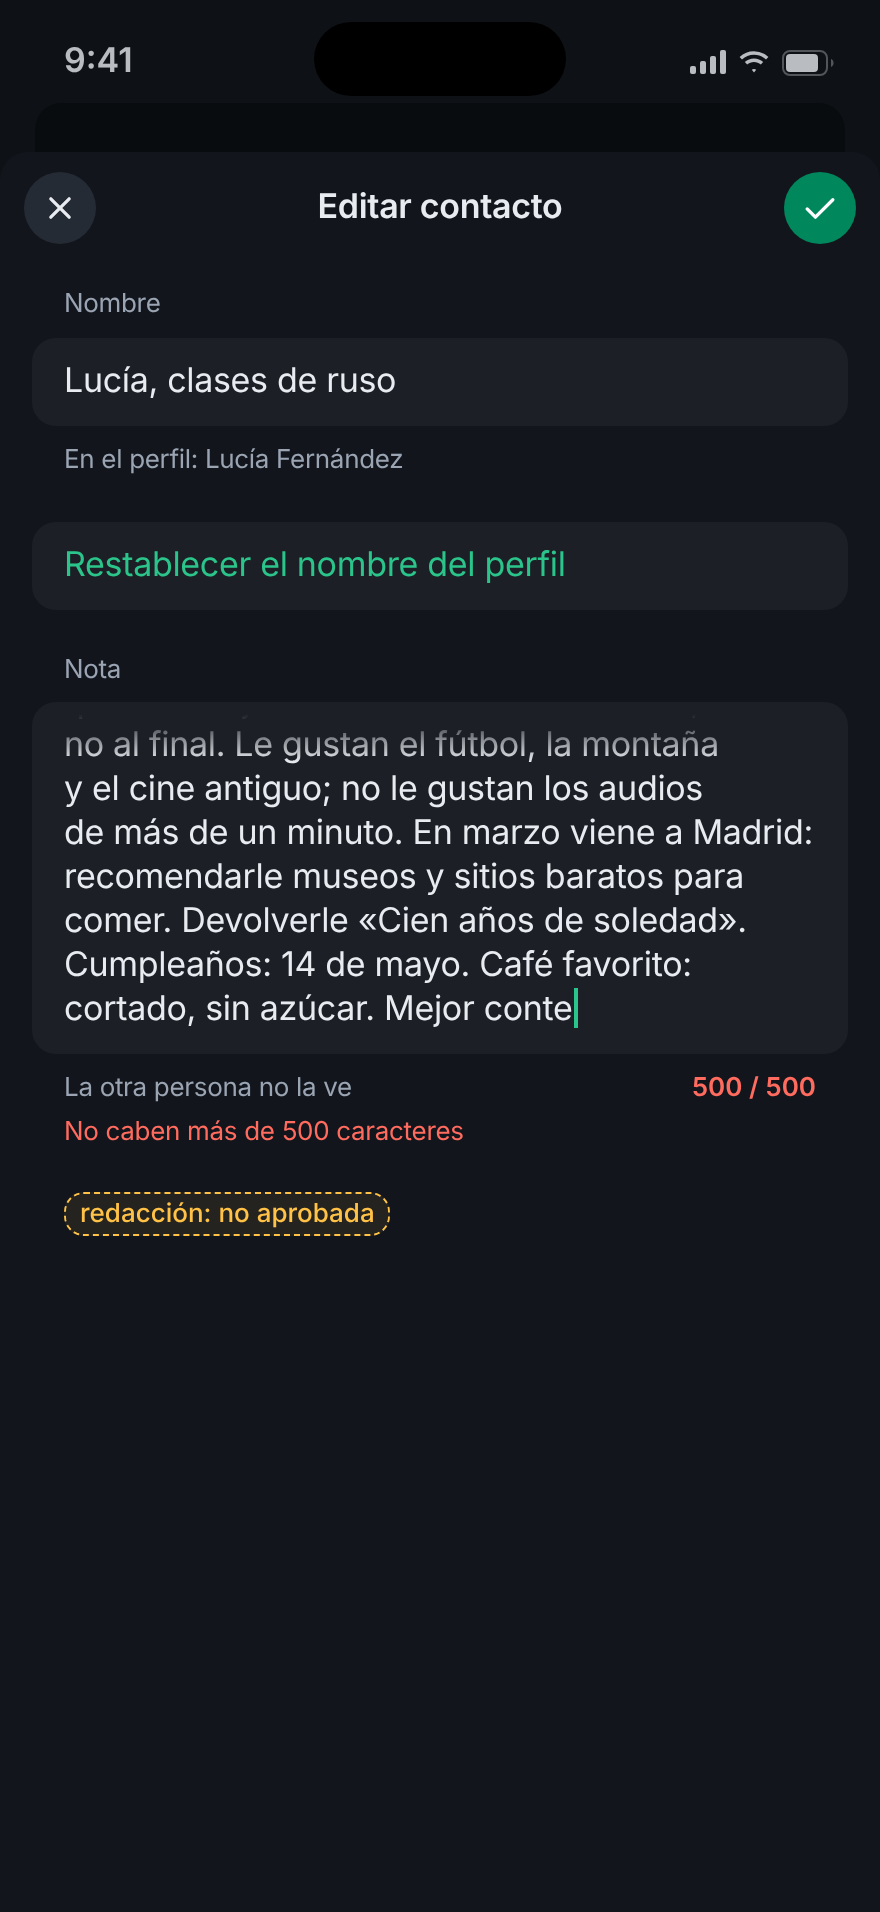 9:41
Editar contacto
Nombre
Lucía, clases de ruso
En el perfil: Lucía Fernández
Restablecer el nombre del perfil
Nota
no al final. Le gustan el fútbol, la montaña
y el cine antiguo; no le gustan los audios
de más de un minuto. En marzo viene a Madrid:
recomendarle museos y sitios baratos para
comer. Devolverle «Cien años de soledad».
Cumpleaños: 14 de mayo. Café favorito:
cortado, sin azúcar. Mejor conte
La otra persona no la ve
500 / 500
No caben más de 500 caracteres
redacción: no aprobada